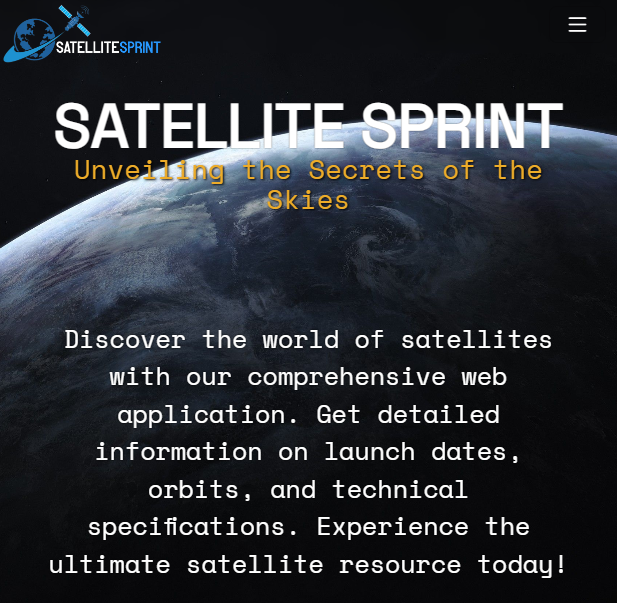 SATELLITESPRINT
SATELLITE SPRINT
Unveiling the Secrets of the
Skies
Discover the world of satellites
with our comprehensive web
application. Get detailed
information on launch dates,
orbits, and technical
specifications. Experience the
ultimate satellite resource today!